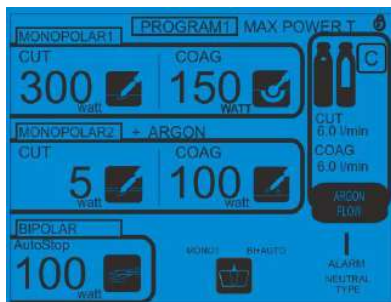 PROGRAM1 MAX POWER T
MONOPOLAR1
CUT COAG
300 watt 150 WATT
C
CUT
6.0 l/min
COAG
6.0 l/min
MONOPOLAR2 + ARGON
CUT COAG
5 watt 100 watt
ARGON
FLOW
BIPOLAR
AutoStop
100 watt
MONO1 BI+AUTO
ALARM
NEUTRAL
TYPE